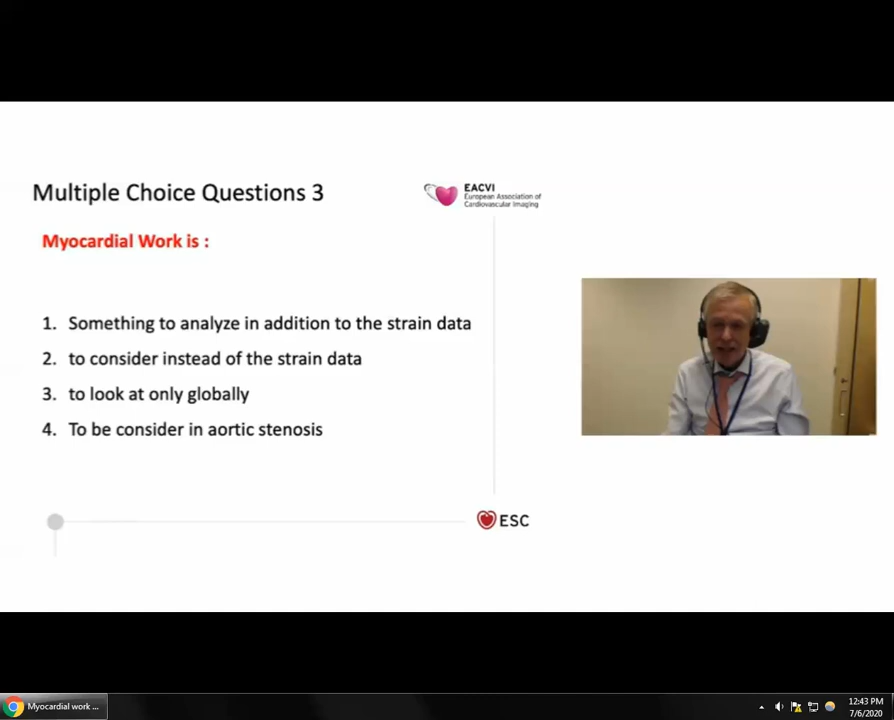 Multiple Choice Questions 3
EACVI
European Association of
Cardiovascular Imaging
Myocardial Work is :
1. Something to analyze in addition to the strain data
2. to consider instead of the strain data
3. to look at only globally
4. To be consider in aortic stenosis
ESC
Myocardial work ...
12:43 PM
7/6/2020